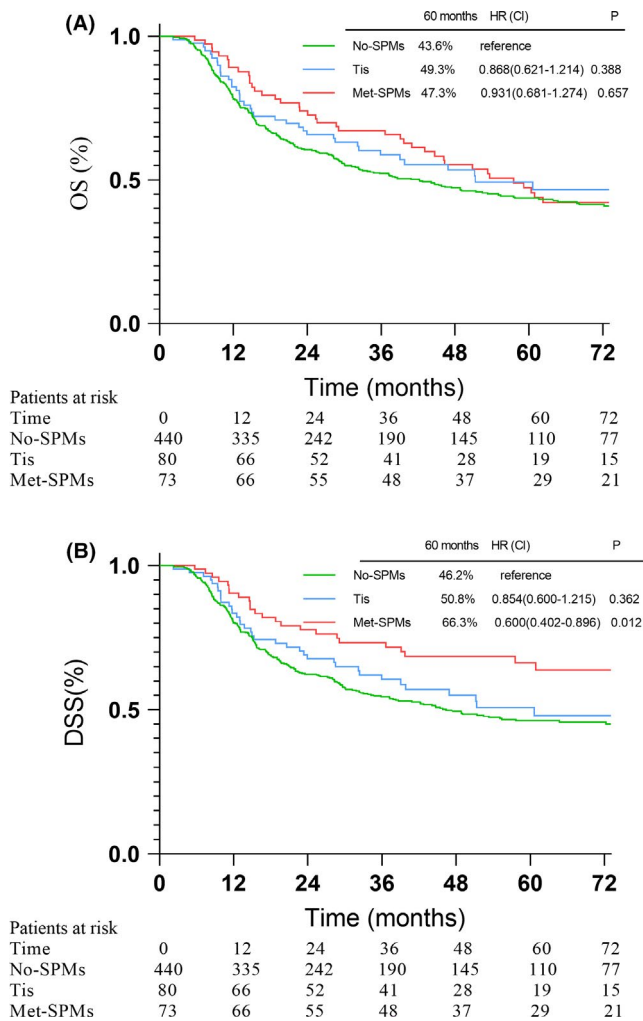 (A)
60 months HR (CI) P
No-SPMs 43.6% reference
Tis 49.3% 0.868(0.621-1.214) 0.388
Met-SPMs 47.3% 0.931(0.681-1.274) 0.657
OS (%)
1.0
0.5
0.0
0 12 24 36 48 60 72
Time (months)
Patients at risk
Time 0 12 24 36 48 60 72
No-SPMs 440 335 242 190 145 110 77
Tis 80 66 52 41 28 19 15
Met-SPMs 73 66 55 48 37 29 21
(B)
60 months HR (CI) P
No-SPMs 46.2% reference
Tis 50.8% 0.854(0.600-1.215) 0.362
Met-SPMs 66.3% 0.600(0.402-0.896) 0.012
DSS(%)
1.0
0.5
0.0
0 12 24 36 48 60 72
Time (months)
Patients at risk
Time 0 12 24 36 48 60 72
No-SPMs 440 335 242 190 145 110 77
Tis 80 66 52 41 28 19 15
Met-SPMs 73 66 55 48 37 29 21